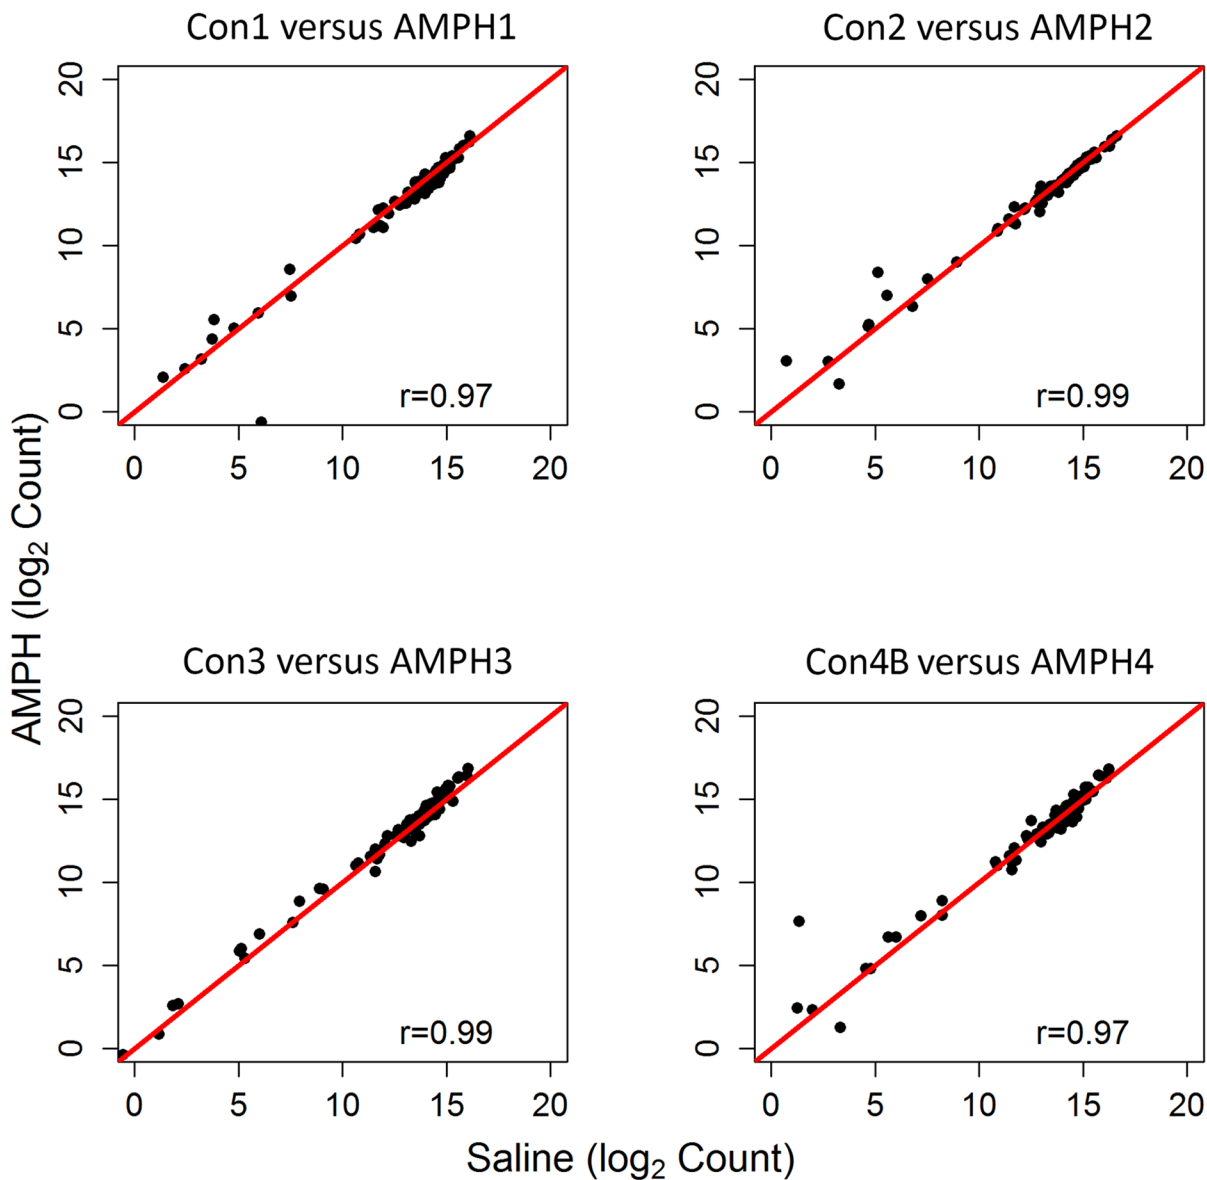 Con1 versus AMPH1
Con2 versus AMPH2
20
15
10
5
0
r=0.97
0 5 10 15 20
20
15
10
5
0
r=0.99
0 5 10 15 20
AMPH (log₂ Count)
Con3 versus AMPH3
Con4B versus AMPH4
20
15
10
5
0
r=0.99
0 5 10 15 20
20
15
10
5
0
r=0.97
0 5 10 15 20
Saline (log₂ Count)